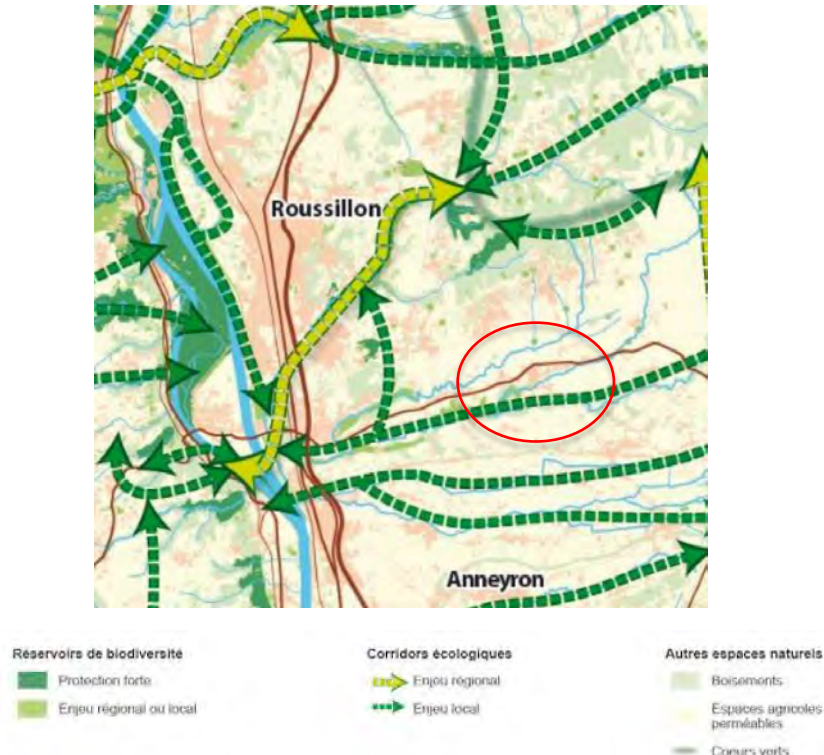 Roussillon
Anneyron
Réservoirs de biodiversité
Protection forte
Enjeu régional ou local
Corridors écologiques
Enjeu régional
Enjeu local
Autres espaces naturels
Boisements
Espaces agricoles
perméables
Coeurs verts